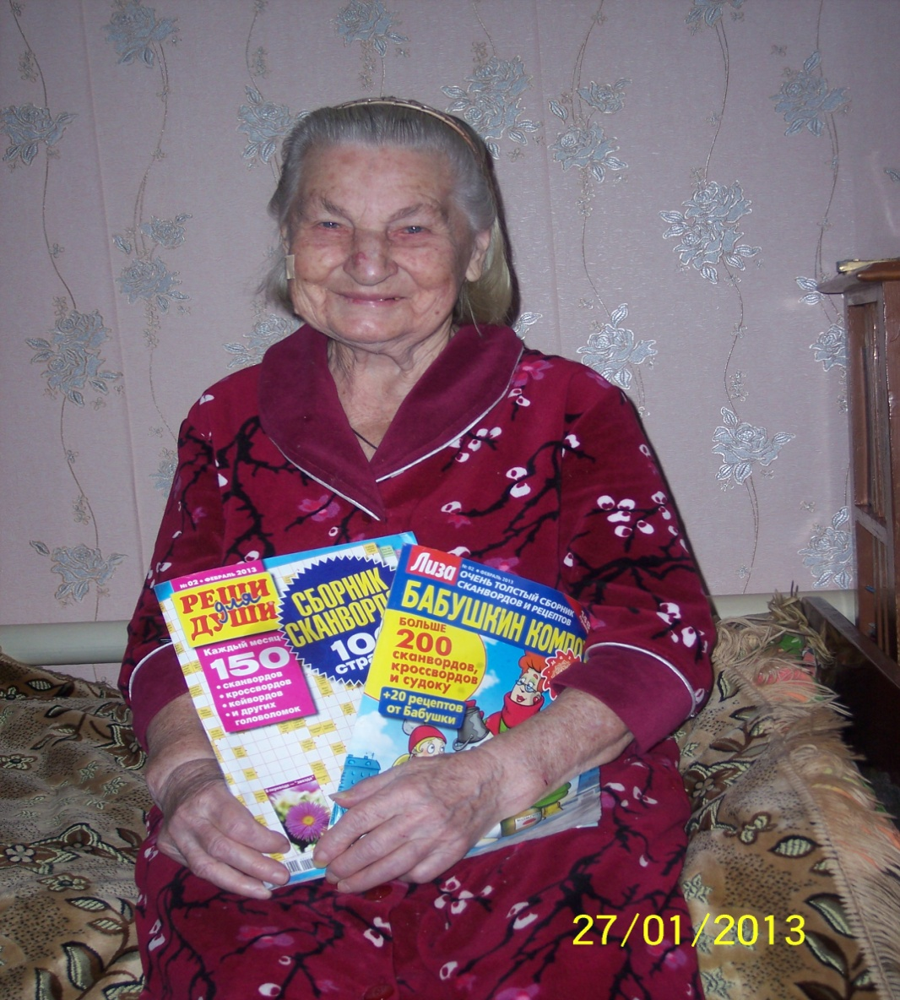 № 02 • ФЕВРАЛЬ 2013
РЕШИ
для
ДУШИ
СБОРНИК
Каждый месяц
150
• сканвордов
• кроссвордов
• кейвордов
• и других
головоломок
Лиза
№ 02 • ФЕВРАЛЬ 2013
ОЧЕНЬ ТОЛСТЫЙ СБОРНИК
СКАНВОРДОВ И РЕЦЕПТОВ
БАБУШКИН
БОЛЬШЕ
200
сканвордов,
кроссвордов
и судоку
+20 рецептов
от Бабушки
27/01/2013